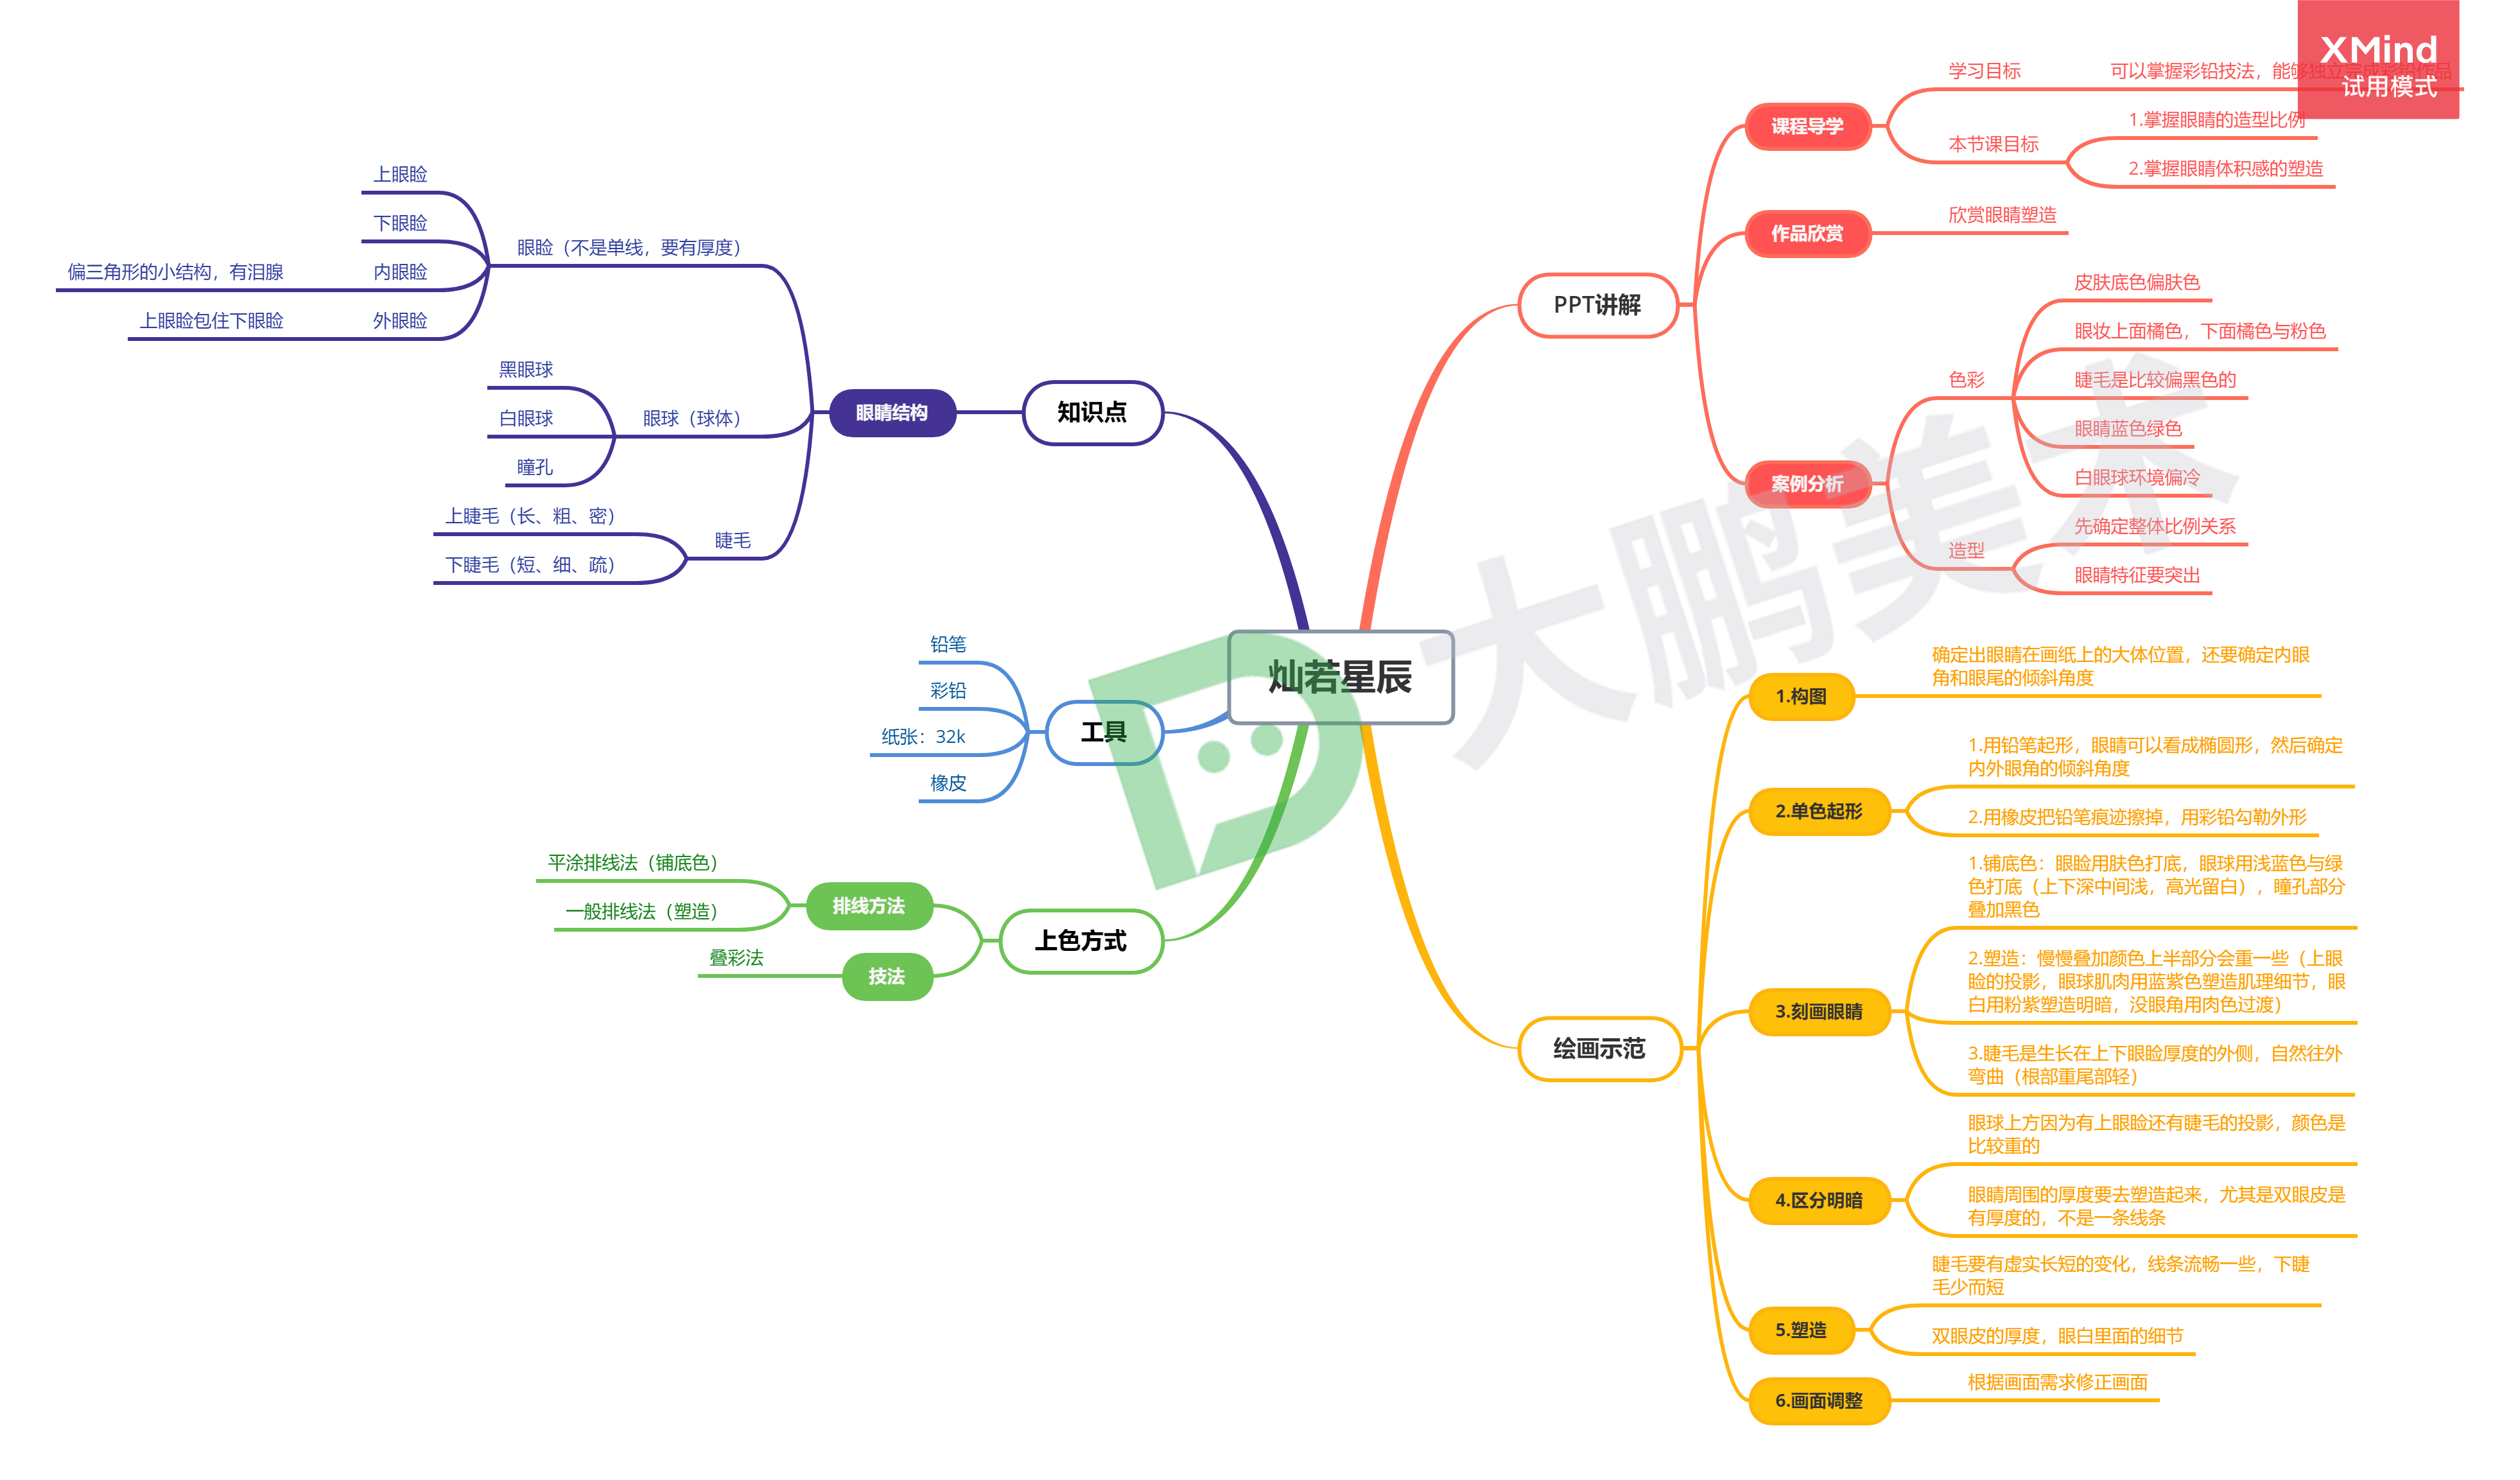 灿若星辰
PPT讲解
课程导学
学习目标
可以掌握彩铅技法，能够独立完成彩铅作品
本节课目标
1.掌握眼睛的造型比例
2.掌握眼睛体积感的塑造
作品欣赏
欣赏眼睛塑造
案例分析
色彩
皮肤底色偏肤色
眼妆上面橘色，下面橘色与粉色
睫毛是比较偏黑色的
眼睛蓝色绿色
白眼球环境偏冷
造型
先确定整体比例关系
眼睛特征要突出
绘画示范
1.构图
确定出眼睛在画纸上的大体位置，还要确定内眼
角和眼尾的倾斜角度
2.单色起形
1.用铅笔起形，眼睛可以看成椭圆形，然后确定
内外眼角的倾斜角度
2.用橡皮把铅笔痕迹擦掉，用彩铅勾勒外形
3.刻画眼睛
1.铺底色：眼睑用肤色打底，眼球用浅蓝色与绿
色打底（上下深中间浅，高光留白），瞳孔部分
叠加黑色
2.塑造：慢慢叠加颜色上半部分会重一些（上眼
睑的投影，眼球肌肉用蓝紫色塑造肌理细节，眼
白用粉紫塑造明暗，没眼角用肉色过渡）
3.睫毛是生长在上下眼睑厚度的外侧，自然往外
弯曲（根部重尾部轻）
4.区分明暗
眼球上方因为有上眼睑还有睫毛的投影，颜色是
比较重的
眼睛周围的厚度要去塑造起来，尤其是双眼皮是
有厚度的，不是一条线条
5.塑造
睫毛要有虚实长短的变化，线条流畅一些，下睫
毛少而短
双眼皮的厚度，眼白里面的细节
6.画面调整
根据画面需求修正画面
知识点
眼睛结构
眼睑（不是单线，要有厚度）
上眼睑
下眼睑
内眼睑
偏三角形的小结构，有泪腺
外眼睑
上眼睑包住下眼睑
眼球（球体）
黑眼球
白眼球
瞳孔
睫毛
上睫毛（长、粗、密）
下睫毛（短、细、疏）
工具
铅笔
彩铅
纸张：32k
橡皮
上色方式
排线方法
平涂排线法（铺底色）
一般排线法（塑造）
技法
叠彩法
大鹏美术
XMind
试用模式